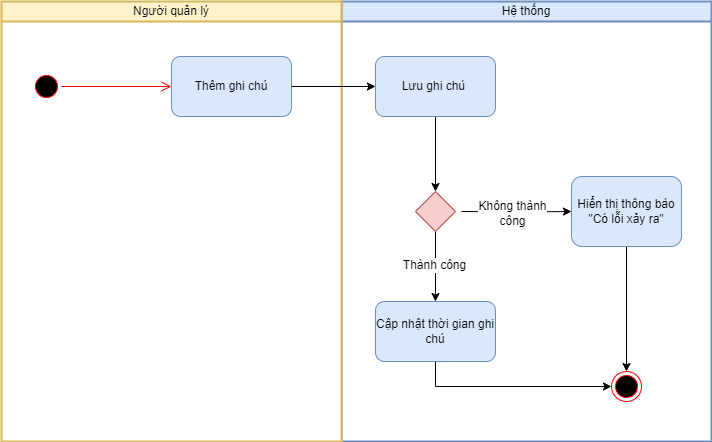 Người quản lý
Hệ thống
Thêm ghi chú
Lưu ghi chú
Không thành
công
Hiển thị thông báo
"Có lỗi xảy ra"
Thành công
Cập nhật thời gian ghi
chú